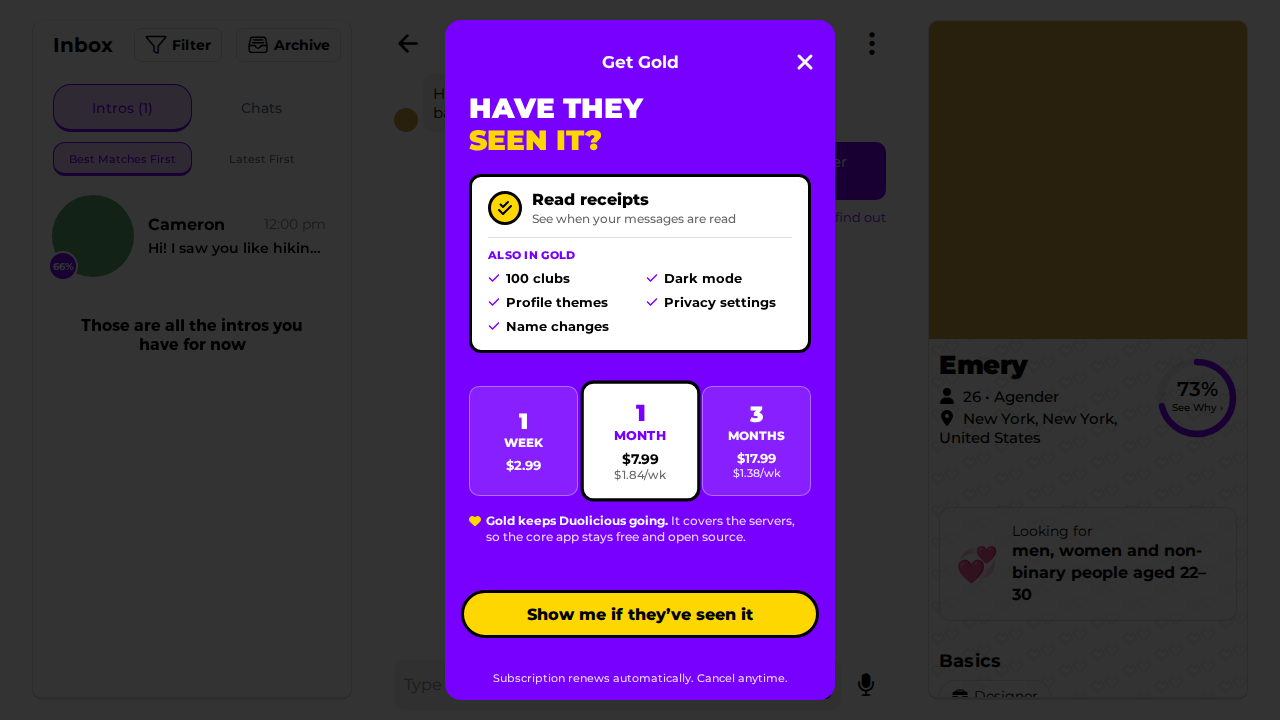 Inbox
Filter
Archive
Intros (1)
Chats
Best Matches First
Latest First
Cameron
12:00 pm
Hi! I saw you like hikin...
66%
Those are all the intros you
have for now
find out
Type
Get Gold
HAVE THEY
SEEN IT?
Read receipts
See when your messages are read
ALSO IN GOLD
100 clubs
Dark mode
Profile themes
Privacy settings
Name changes
1
WEEK
$2.99
1
MONTH
$7.99
$1.84/wk
3
MONTHS
$17.99
$1.38/wk
Gold keeps Duolicious going. It covers the servers,
so the core app stays free and open source.
Show me if they’ve seen it
Subscription renews automatically. Cancel anytime.
Emery
26 • Agender
New York, New York,
United States
73%
See Why ›
Looking for
men, women and non-
binary people aged 22–
30
Basics
Designer